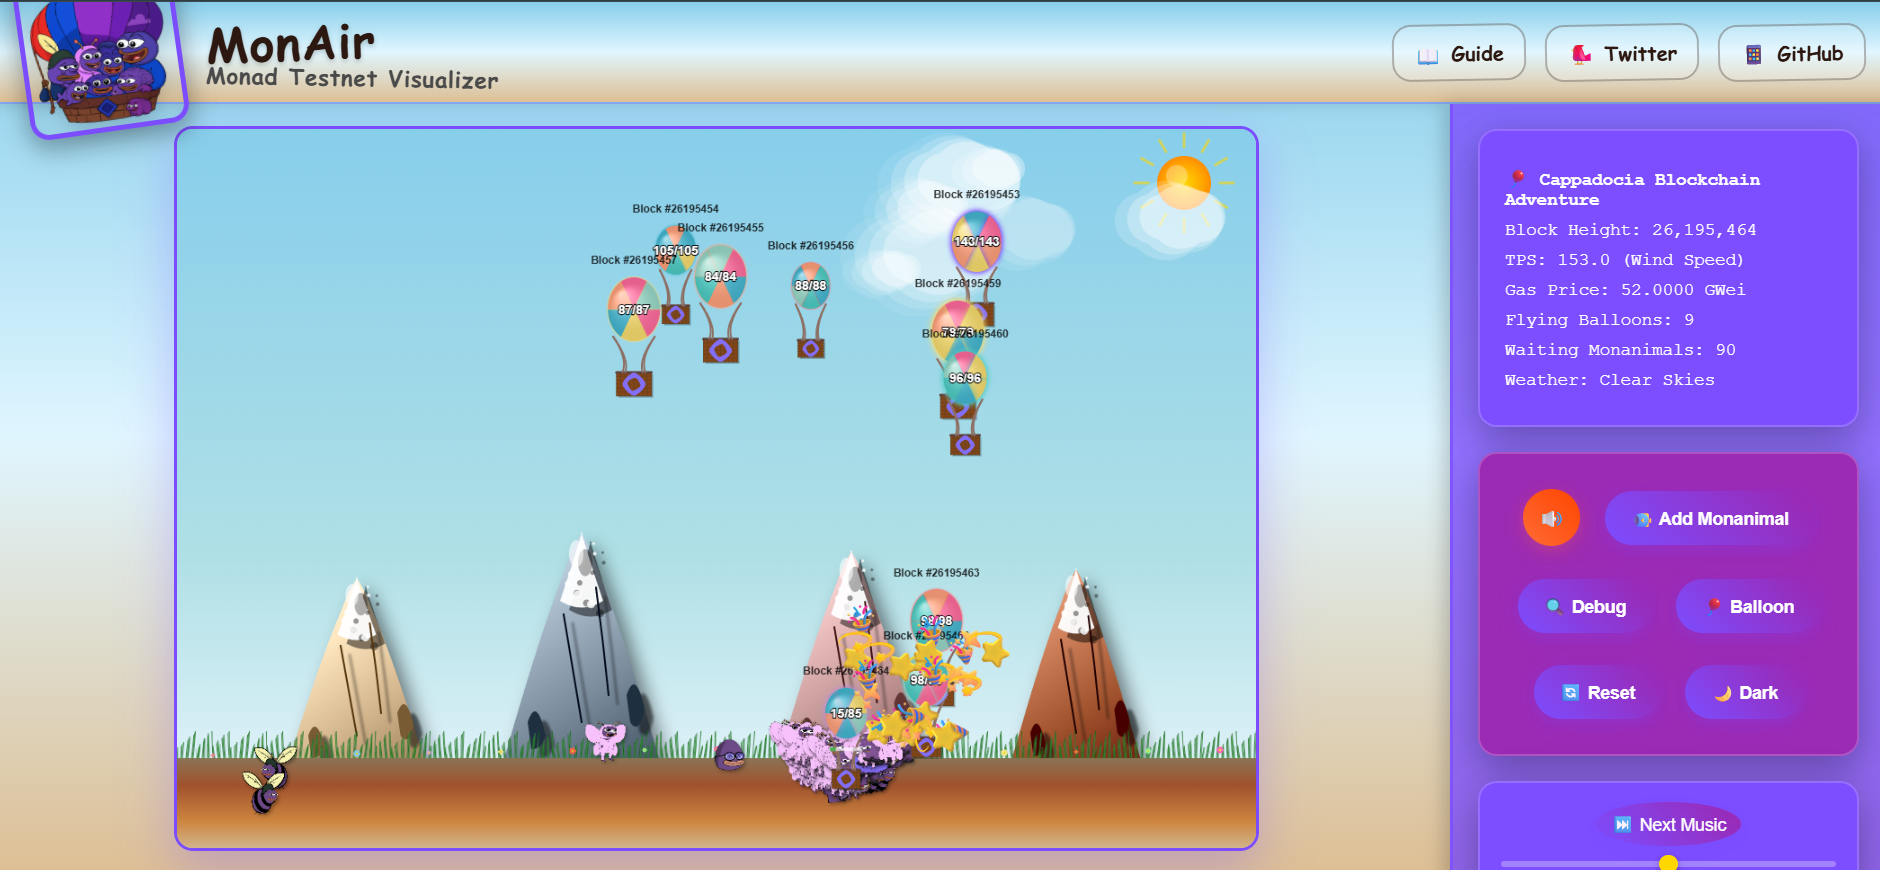 MonAir
Monad Testnet Visualizer
Guide
Twitter
GitHub
Block #26195453
Block #26195454
Block #26195455
Block #26195456
Block #26195457
143/143
105/105
84/84
88/88
87/87
Block #26195459
Block #26195460
96/96
Block #26195463
98/98
15/85
Cappadocia Blockchain
Adventure
Block Height: 26,195,464
TPS: 153.0 (Wind Speed)
Gas Price: 52.0000 GWei
Flying Balloons: 9
Waiting Monanimals: 90
Weather: Clear Skies
Add Monanimal
Debug
Balloon
Reset
Dark
Next Music